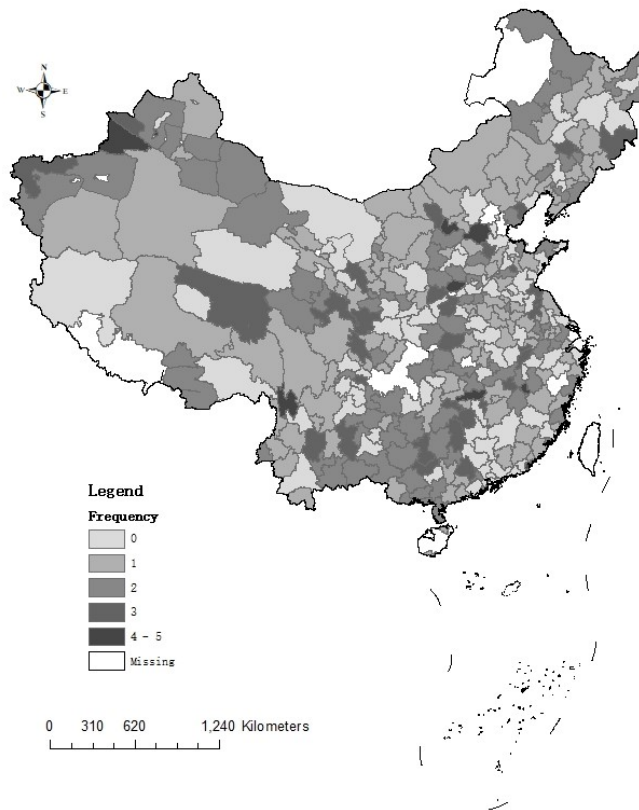 N
W E
S
Legend
Frequency
0
1
2
3
4 - 5
Missing
0 310 620 1,240 Kilometers